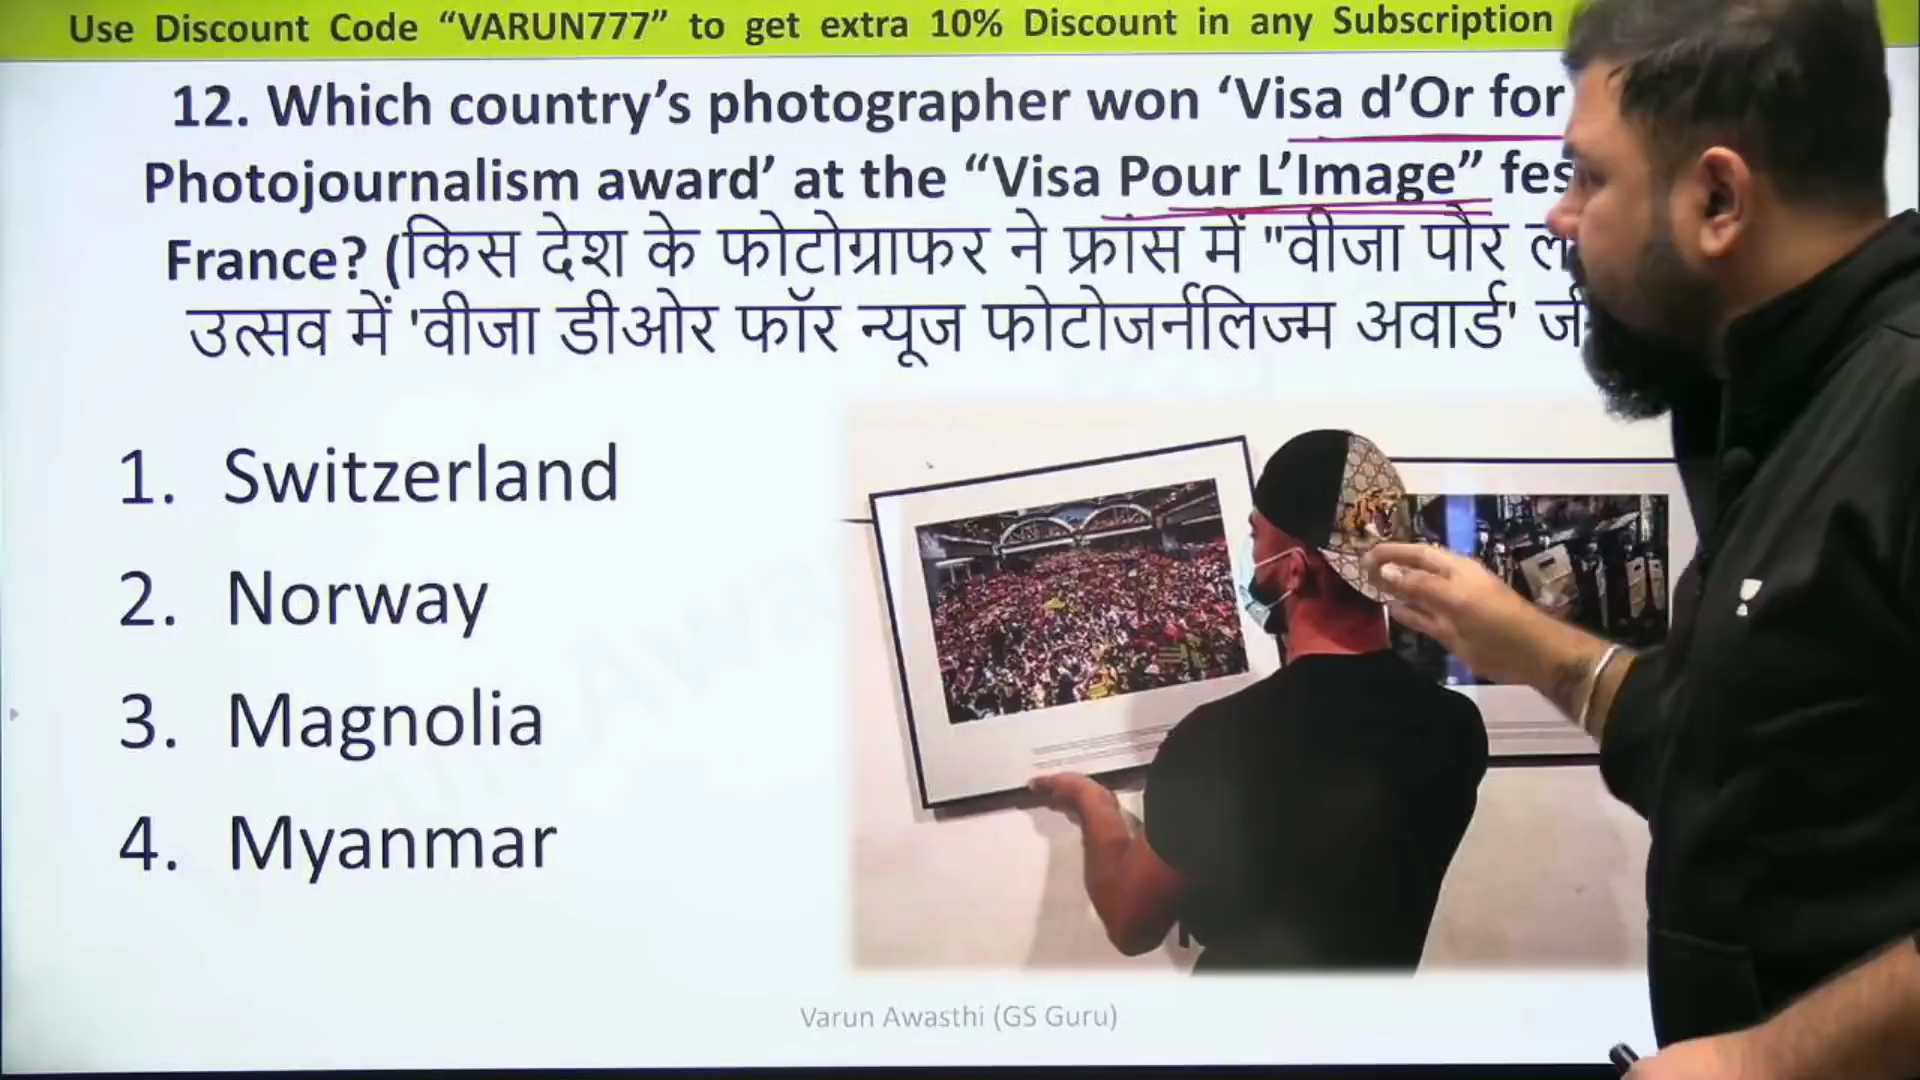 Use Discount Code “VARUN777” to get extra 10% Discount in any Subscription
12. Which country’s photographer won ‘Visa d’Or for
Photojournalism award’ at the “Visa Pour L’Image”
France? (किस देश के फोटोग्राफर ने फ्रांस में "वीजा पौर
उत्सव में 'वीजा डीओर फॉर न्यूज फोटोजर्नलिज्म अवार्ड'
1. Switzerland
2. Norway
3. Magnolia
4. Myanmar
Varun Awasthi (GS Guru)